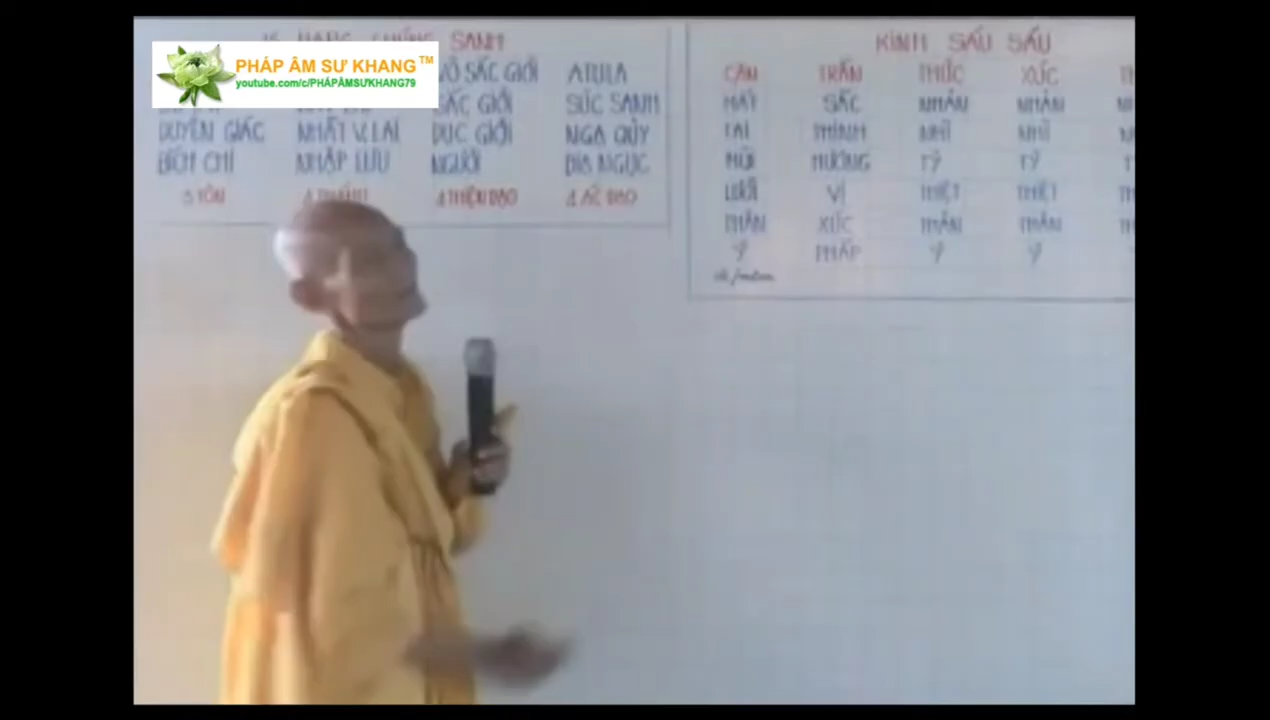 PHÁP ÂM SƯ KHANG™
youtube.com/c/PHÁPÂMSƯKHANG79
SANH
VÔ SẮC GIỚI ATULA
SẮC GIỚI SÚC SANH
DUYÊN GIÁC NHẤT V.LAI DỤC GIỚI NGẠ QỦY
BÍCH CHI NHẬP LƯU NGƯỜI ĐỊA NGỤC
3 TÔN 4 THIỆN ĐẠO 4 ÁC ĐẠO
KINH SÁU SÁU
CĂN TRẦN THỨC XÚC
MẮT SẮC NHÃN NHÃN
TAI THINH NHĨ NHĨ
MŨI HƯƠNG TỶ TỶ
LƯỠI VỊ THIỆT THIỆT
THÂN XÚC THÂN THÂN
Ý PHÁP Ý Ý